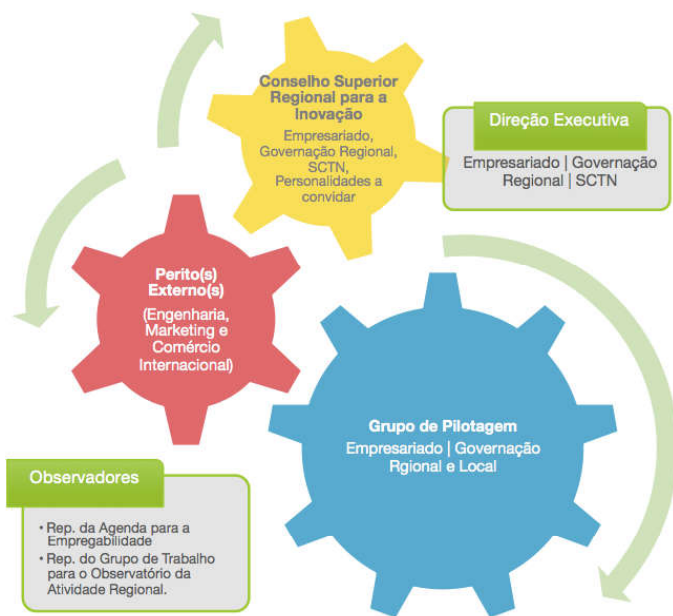 Conselho Superior
Regional para a
Inovação
Empresariado,
Governação Regional,
SCTN,
Personalidades a
convidar
Direção Executiva
Empresariado | Governação
Regional | SCTN
Perito(s)
Externo(s)
(Engenharia,
Marketing e
Comércio
Internacional)
Grupo de Pilotagem
Empresariado | Governação
Rgional e Local
Observadores
• Rep. da Agenda para a
Empregabilidade
• Rep. do Grupo de Trabalho
para o Observatório da
Atividade Regional.